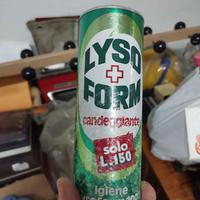 LYSO
FORM
candeggiante
solo
L.150
Igiene